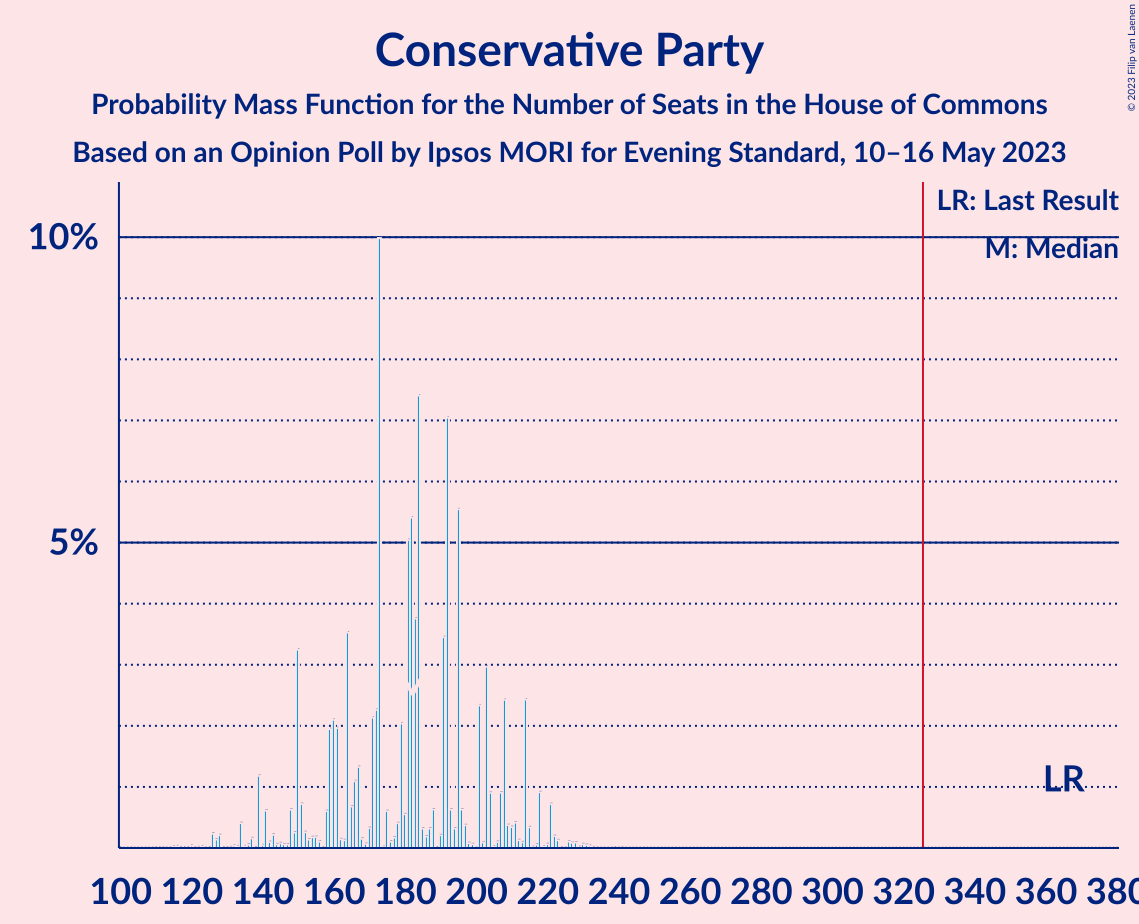 Conservative Party
Probability Mass Function for the Number of Seats in the House of Commons
Based on an Opinion Poll by Ipsos MORI for Evening Standard, 10–16 May 2023
© 2023 Filip van Laenen
LR: Last Result
M: Median
10%
5%
LR
100 120 140 160 180 200 220 240 260 280 300 320 340 360 380